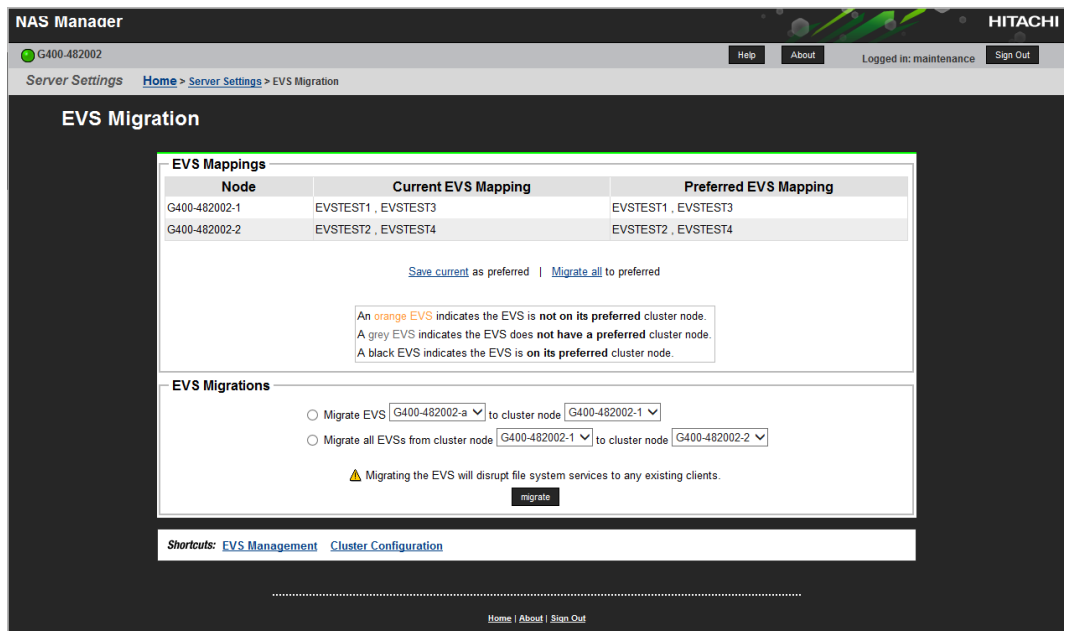 NAS Manager
HITACHI
G400-482002
Help
About
Logged in: maintenance
Sign Out
Server Settings
Home > Server Settings > EVS Migration
EVS Migration
EVS Mappings
Node Current EVS Mapping Preferred EVS Mapping
G400-482002-1 EVSTEST1 , EVSTEST3 EVSTEST1 , EVSTEST3
G400-482002-2 EVSTEST2 , EVSTEST4 EVSTEST2 , EVSTEST4
Save current as preferred | Migrate all to preferred
An orange EVS indicates the EVS is not on its preferred cluster node.
A grey EVS indicates the EVS does not have a preferred cluster node.
A black EVS indicates the EVS is on its preferred cluster node.
EVS Migrations
Migrate EVS G400-482002-a to cluster node G400-482002-1
Migrate all EVSs from cluster node G400-482002-1 to cluster node G400-482002-2
Migrating the EVS will disrupt file system services to any existing clients.
migrate
Shortcuts: EVS Management Cluster Configuration
Home | About | Sign Out